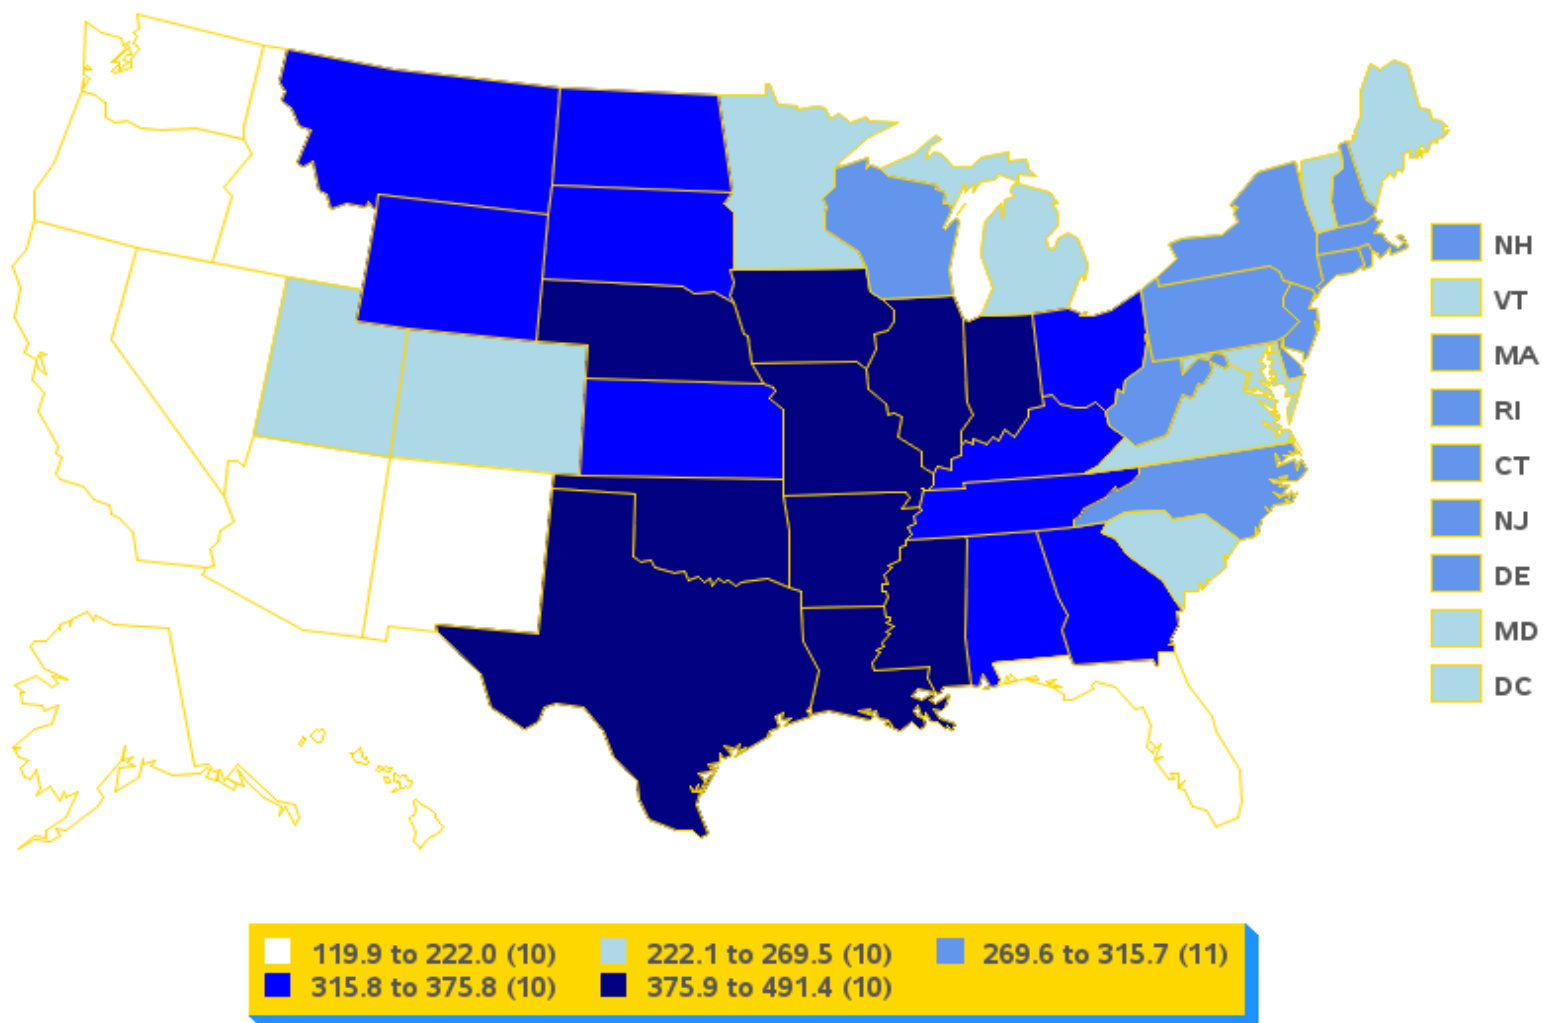 NH
VT
MA
RI
CT
NJ
DE
MD
DC
119.9 to 222.0 (10) 222.1 to 269.5 (10) 269.6 to 315.7 (11)
315.8 to 375.8 (10) 375.9 to 491.4 (10)